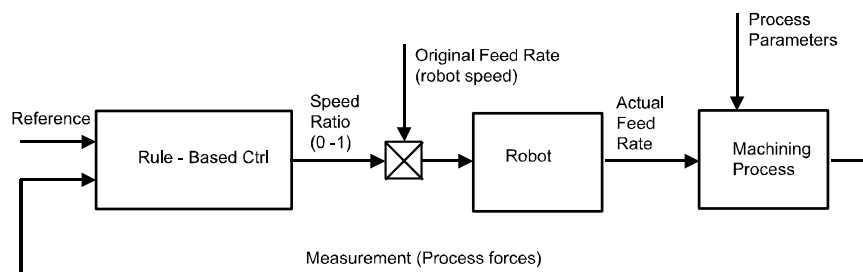 Process
Parameters
Original Feed Rate
(robot speed)
Reference
Rule - Based Ctrl
Speed
Ratio
(0 -1)
Robot
Actual
Feed
Rate
Machining
Process
Measurement (Process forces)